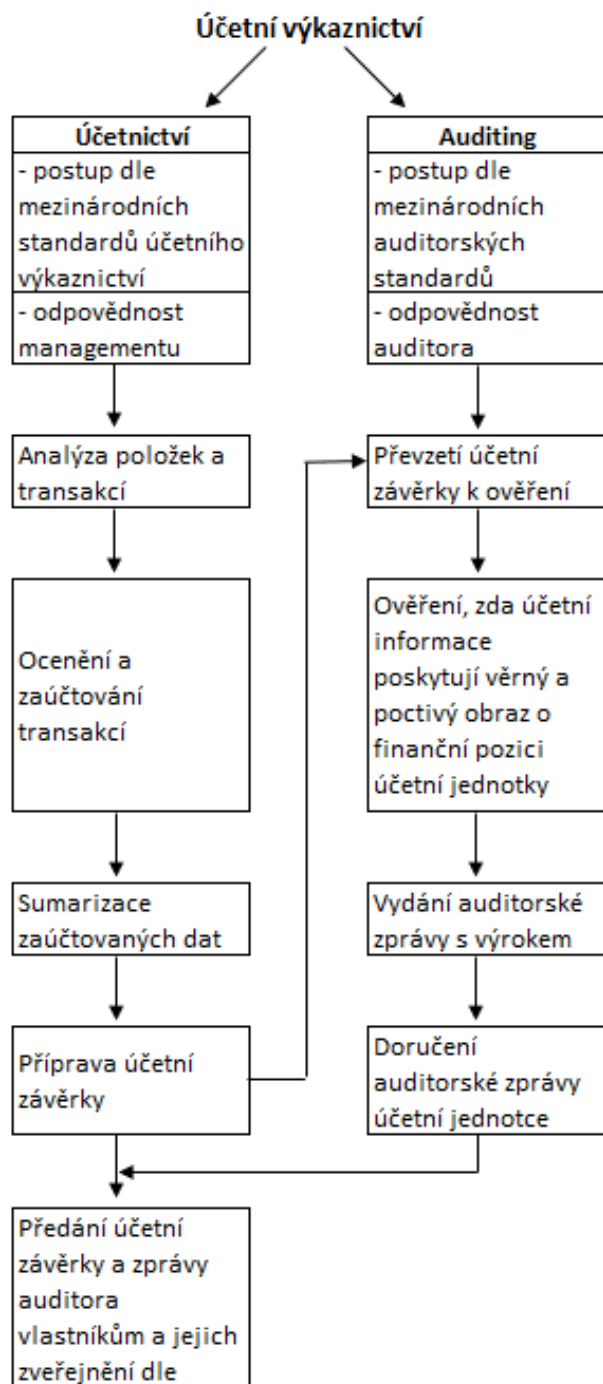 Účetní výkaznictví
Účetnictví
- postup dle
mezinárodních
standardů účetního
výkaznictví
- odpovědnost
managementu
Analýza položek a
transakcí
Ocenění a
zaúčtování
transakcí
Sumarizace
zaúčtovaných dat
Příprava účetní
závěrky
Předání účetní
závěrky a zprávy
auditora
vlastníkům a jejich
zveřejnění dle
Auditing
- postup dle
mezinárodních
auditorských
standardů
- odpovědnost
auditora
Převzetí účetní
závěrky k ověření
Ověření, zda účetní
informace
poskytují věrný a
poctivý obraz o
finanční pozici
účetní jednotky
Vydání auditorské
zprávy s výrokem
Doručení
auditorské zprávy
účetní jednotce